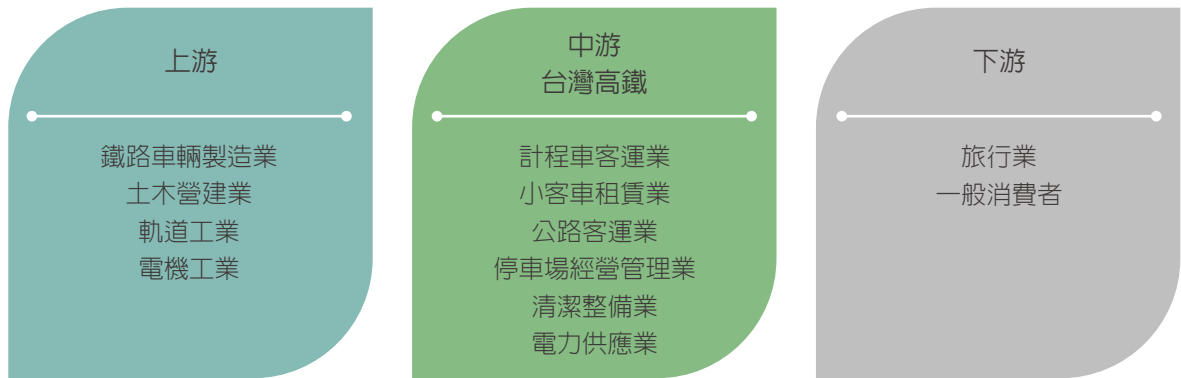 上游
鐵路車輛製造業
土木營建業
軌道工業
電機工業
中游
台灣高鐵
計程車客運業
小客車租賃業
公路客運業
停車場經營管理業
清潔整備業
電力供應業
下游
旅行業
一般消費者